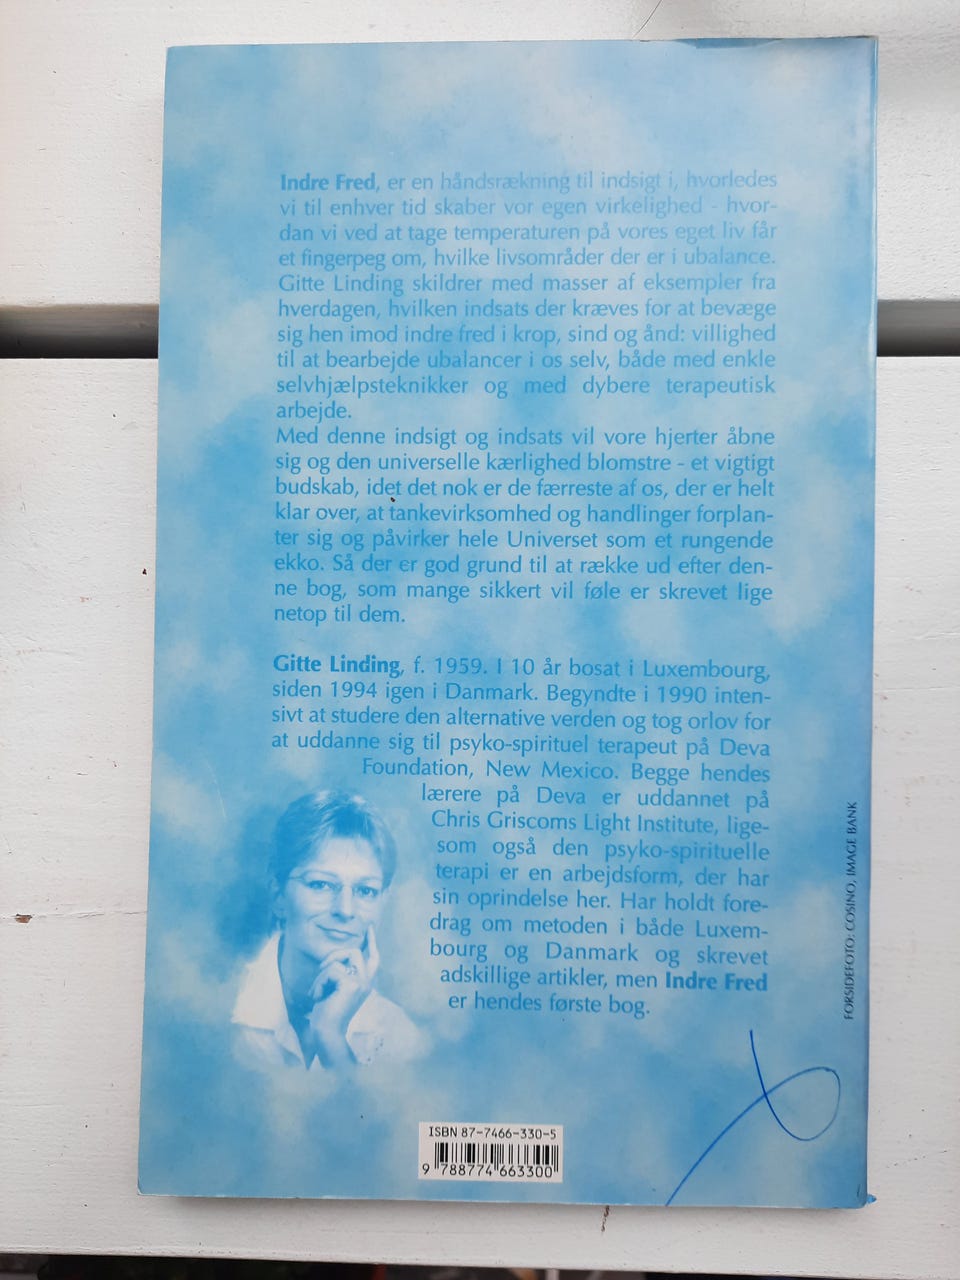 Indre Fred, er en håndsrækning til indsigt i, hvorledes
vi til enhver tid skaber vor egen virkelighed - hvor-
dan vi ved at tage temperaturen på vores eget liv får
et fingerpeg om, hvilke livsområder der er i ubalance.
Gitte Linding skildrer med masser af eksempler fra
hverdagen, hvilken indsats der kræves for at bevæge
sig hen imod indre fred i krop, sind og ånd: villighed
til at bearbejde ubalancer i os selv, både med enkle
selvhjælpsteknikker og med dybere terapeutisk
arbejde.
Med denne indsigt og indsats vil vore hjerter åbne
sig og den universelle kærlighed blomstre - et vigtigt
budskab, idet det nok er de færreste af os, der er helt
klar over, at tankevirksomhed og handlinger forplan-
ter sig og påvirker hele Universet som et rungende
ekko. Så der er god grund til at række ud efter den-
ne bog, som mange sikkert vil føle er skrevet lige
netop til dem.
Gitte Linding, f. 1959. I 10 år bosat i Luxembourg,
siden 1994 igen i Danmark. Begyndte i 1990 inten-
sivt at studere den alternative verden og tog orlov for
at uddanne sig til psyko-spirituel terapeut på Deva
Foundation, New Mexico. Begge hendes
lærere på Deva er uddannet på
Chris Griscoms Light Institute, lige-
som også den psyko-spirituelle
terapi er en arbejdsform, der har
sin oprindelse her. Har holdt fore-
drag om metoden i både Luxem-
bourg og Danmark og skrevet
adskillige artikler, men Indre Fred
er hendes første bog.
FORSIDEFOTO: COSINO, IMAGE BANK
ISBN 87-7466-330-5
9 788774 663300